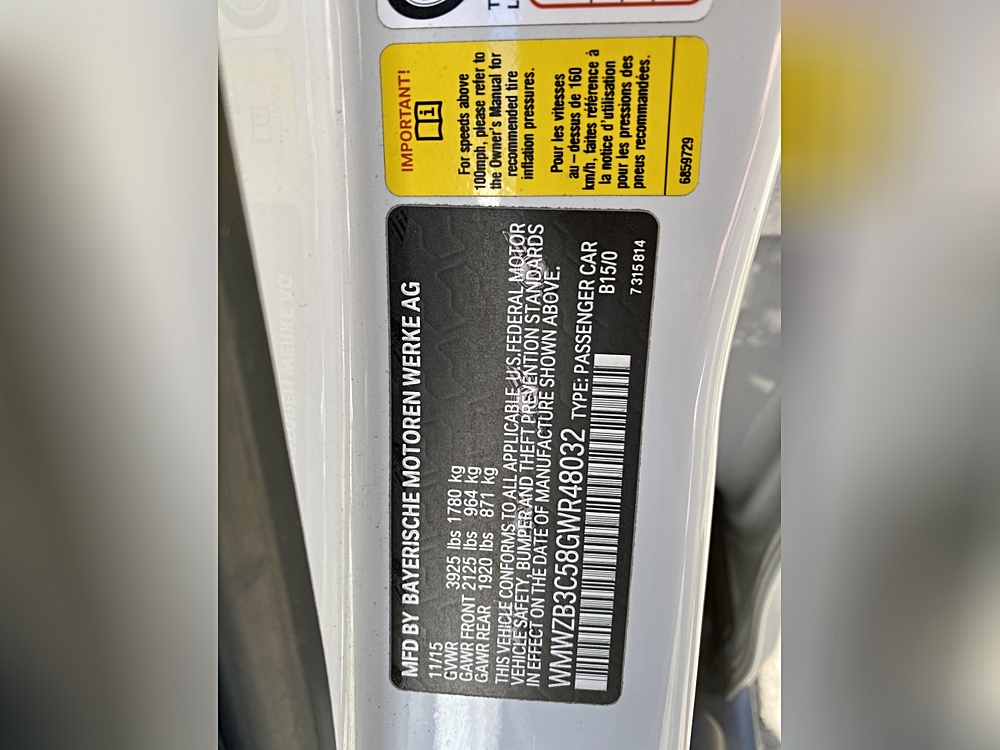 MFD BY BAYERISCHE MOTOREN WERKE AG
11/15
GVWR 3925 lbs 1780 kg
GAWR FRONT 2125 lbs 964 kg
GAWR REAR 1920 lbs 871 kg
THIS VEHICLE CONFORMS TO ALL APPLICABLE U.S.FEDERAL MOTOR
VEHICLE SAFETY, BUMPER AND THEFT PREVENTION STANDARDS
IN EFFECT ON THE DATE OF MANUFACTURE SHOWN ABOVE.
WMWZB3C58GWR48032 TYPE: PASSENGER CAR
B15/0
7 315 814
IMPORTANT!
For speeds above
100mph, please refer to
the Owner's Manual for
recommended tire
inflation pressures.
Pour les vitesses
au-dessus de 160
km/h, faites référence à
la notice d'utilisation
pour les pressions des
pneus recommandées.
6859729